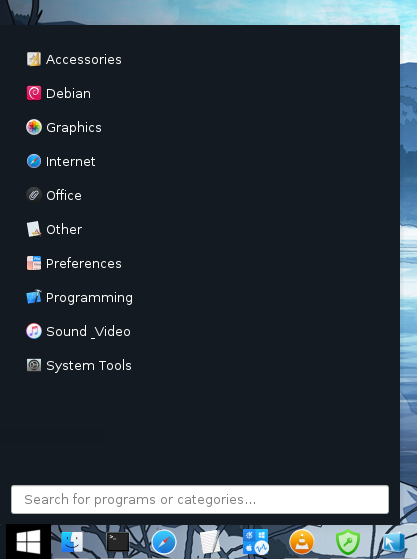 Accessories
Debian
Graphics
Internet
Office
Other
Preferences
Programming
Sound _Video
System Tools
Search for programs or categories...